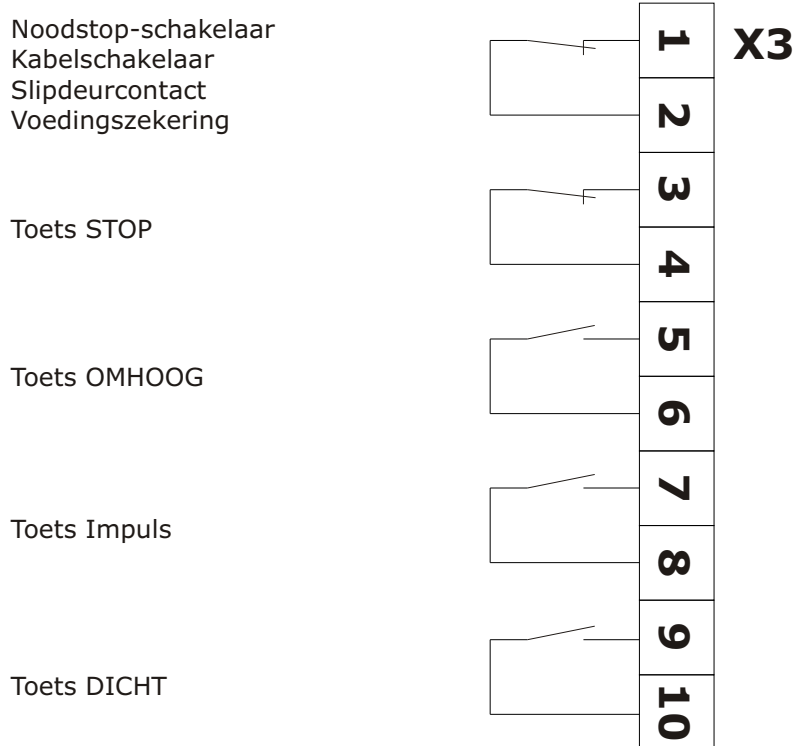 Noodstop-schakelaar
Kabelschakelaar
Slipdeurcontact
Voedingszekering
1
X3
2
3
Toets STOP
4
5
Toets OMHOOG
6
7
Toets Impuls
8
9
Toets DICHT
10